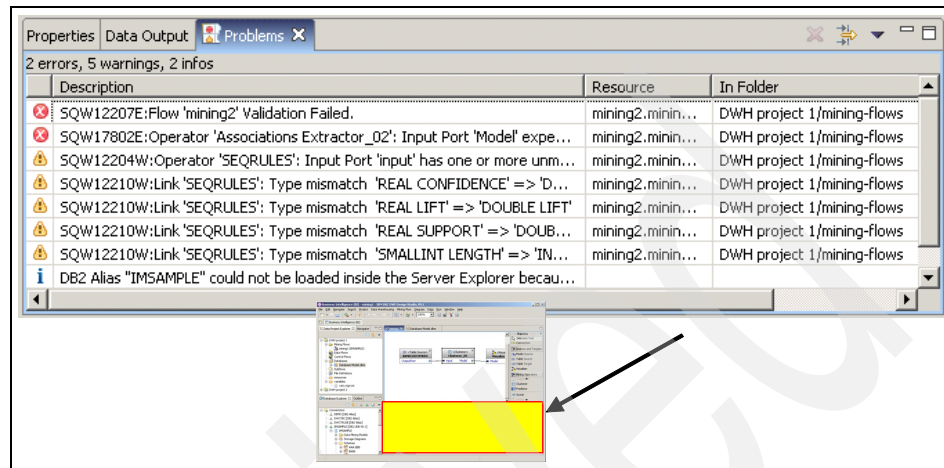 Properties Data Output Problems
2 errors, 5 warnings, 2 infos
Description Resource In Folder
SQW12207E:Flow 'mining2' Validation Failed. mining2.minin... DWH project 1/mining-flows
SQW17802E:Operator 'Associations Extractor_02': Input Port 'Model' expe... mining2.minin... DWH project 1/mining-flows
SQW12204W:Operator 'SEQRULES': Input Port 'input' has one or more unm... mining2.minin... DWH project 1/mining-flows
SQW12210W:Link 'SEQRULES': Type mismatch 'REAL CONFIDENCE' => 'D... mining2.minin... DWH project 1/mining-flows
SQW12210W:Link 'SEQRULES': Type mismatch 'REAL LIFT' => 'DOUBLE LIFT' mining2.minin... DWH project 1/mining-flows
SQW12210W:Link 'SEQRULES': Type mismatch 'REAL SUPPORT' => 'DOUB... mining2.minin... DWH project 1/mining-flows
SQW12210W:Link 'SEQRULES': Type mismatch 'SMALLINT LENGTH' => 'IN... mining2.minin... DWH project 1/mining-flows
DB2 Alias "IMSAMPLE" could not be loaded inside the Server Explorer becau...